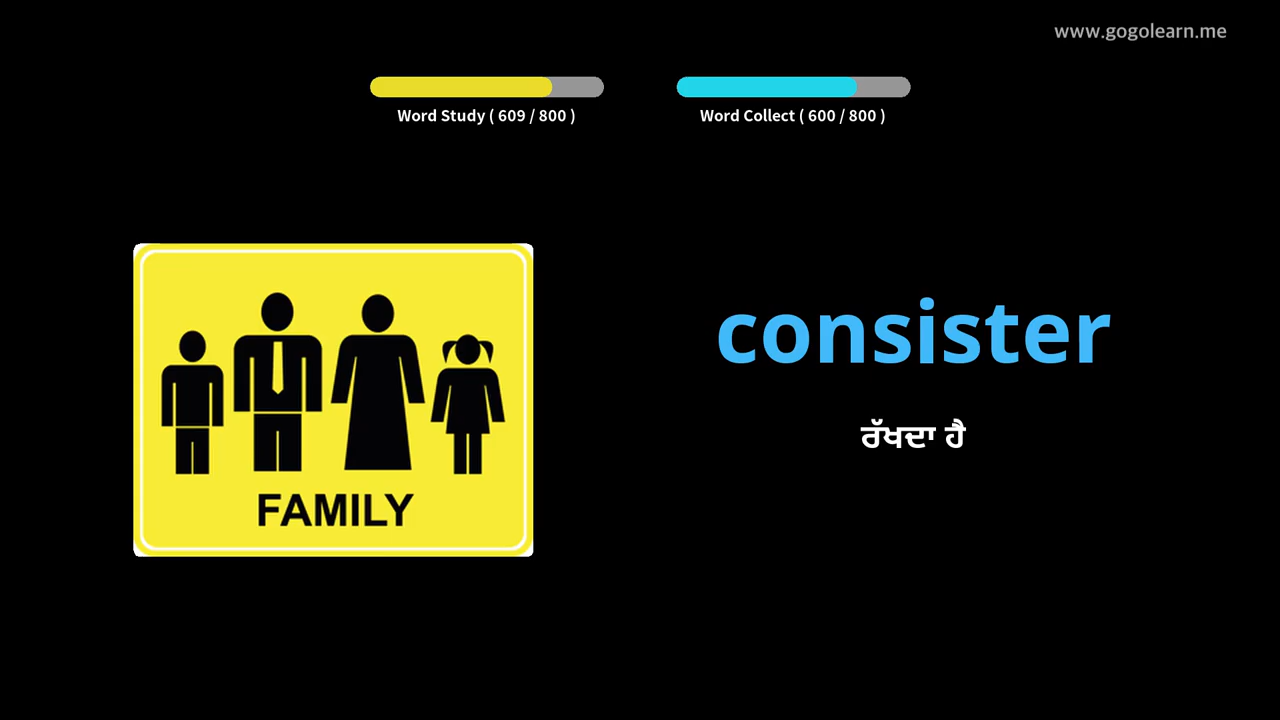 www.gogolearn.me
Word Study ( 609 / 800 )
Word Collect ( 600 / 800 )
consister
ਰੱਖਦਾ ਹੈ
FAMILY